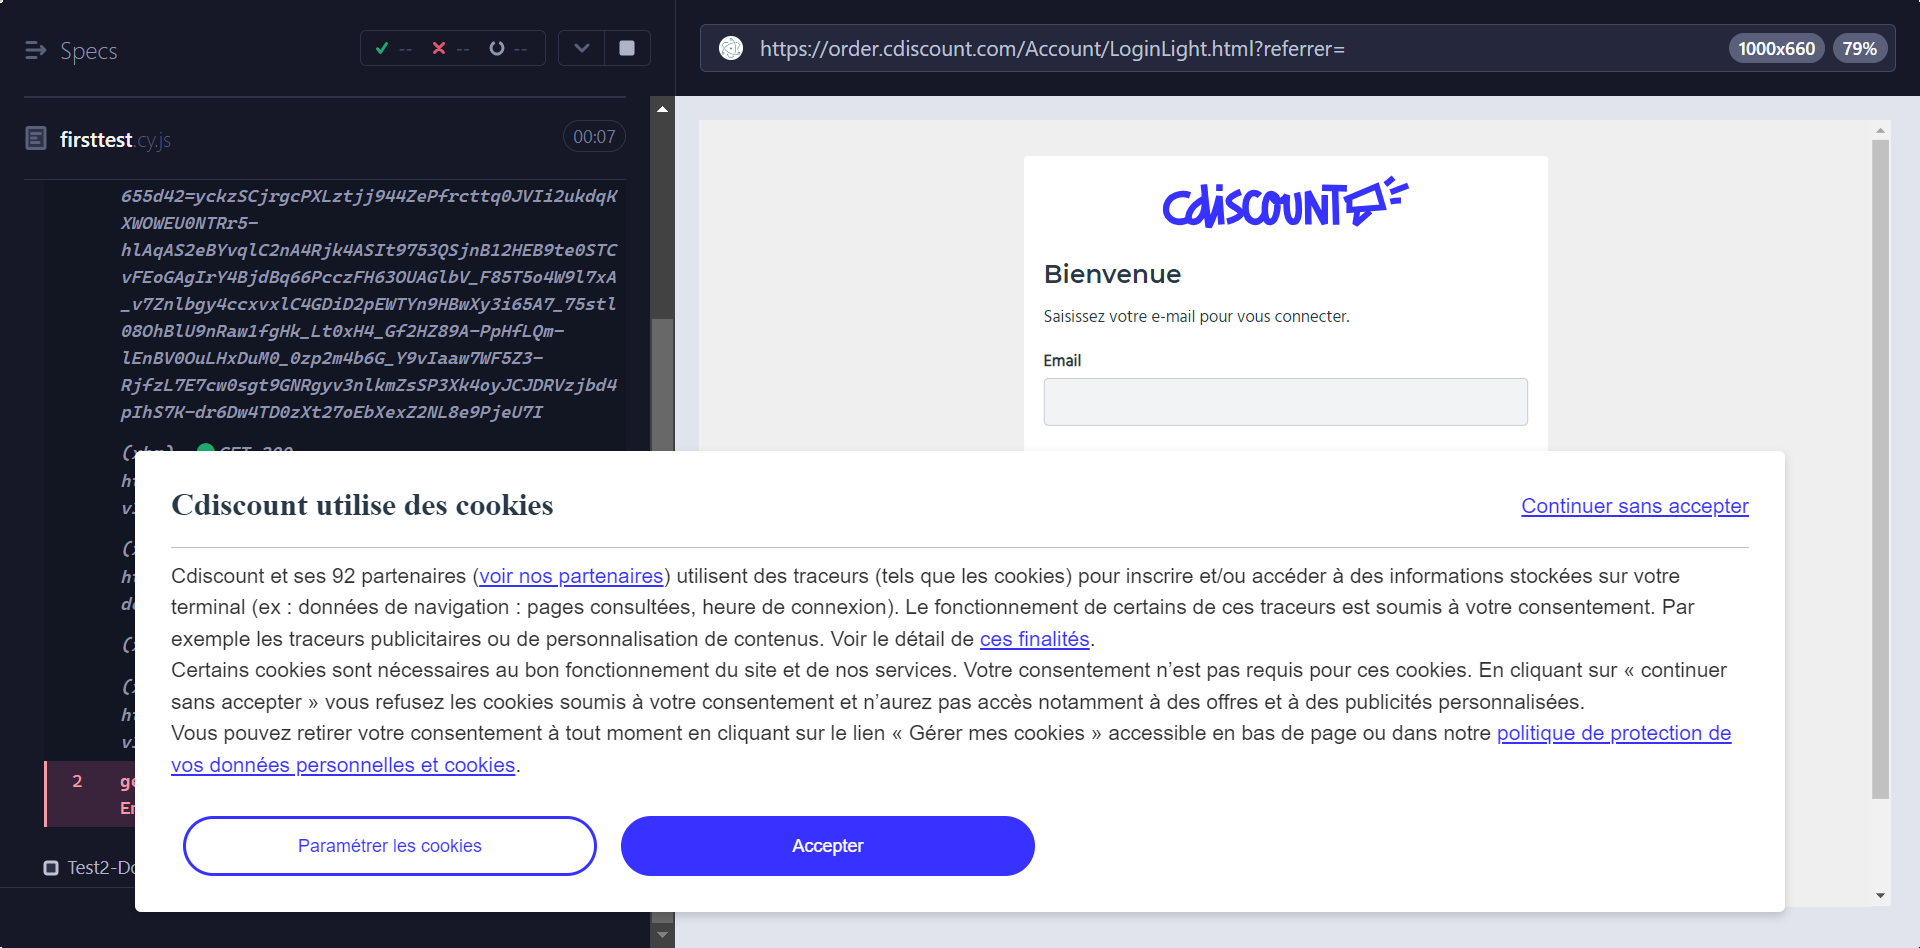 Specs
-- -- --
https://order.cdiscount.com/Account/LoginLight.html?referrer=
1000x660
79%
firsttest.cy.js
00:07
655d42=yckzSCjrgcPXLztjj944ZePfrcttq0JVIi2ukdqK
XWOWEU0NTRr5-
hlAqAS2eBYvqlC2nA4Rjk4ASIt9753QSjnB12HEB9te0STC
vFEoGAgIrY4BjdBq66PcczFH63OUAGlbV_F85T5o4W9l7xA
_v7Znlbgy4ccxvxlC4GDiD2pEWTYn9HBwXy3i65A7_75stl
08OhBlU9nRaw1fgHk_Lt0xH4_Gf2HZ89A-PpHfLQm-
lEnBV0OuLHxDuM0_0zp2m4b6G_Y9vIaaw7WF5Z3-
RjfzL7E7cw0sgt9GNRgyv3nlkmZsSP3Xk4oyJCJDRVzjbd4
pIhS7K-dr6Dw4TD0zXt27oEbXexZ2NL8e9PjeU7I
Cdiscount
Bienvenue
Saisissez votre e-mail pour vous connecter.
Email
Cdiscount utilise des cookies
Continuer sans accepter
Cdiscount et ses 92 partenaires (voir nos partenaires) utilisent des traceurs (tels que les cookies) pour inscrire et/ou accéder à des informations stockées sur votre
terminal (ex : données de navigation : pages consultées, heure de connexion). Le fonctionnement de certains de ces traceurs est soumis à votre consentement. Par
exemple les traceurs publicitaires ou de personnalisation de contenus. Voir le détail de ces finalités.
Certains cookies sont nécessaires au bon fonctionnement du site et de nos services. Votre consentement n’est pas requis pour ces cookies. En cliquant sur « continuer
sans accepter » vous refusez les cookies soumis à votre consentement et n’aurez pas accès notamment à des offres et à des publicités personnalisées.
Vous pouvez retirer votre consentement à tout moment en cliquant sur le lien « Gérer mes cookies » accessible en bas de page ou dans notre politique de protection de
vos données personnelles et cookies.
Paramétrer les cookies
Accepter
2
Test2-Do